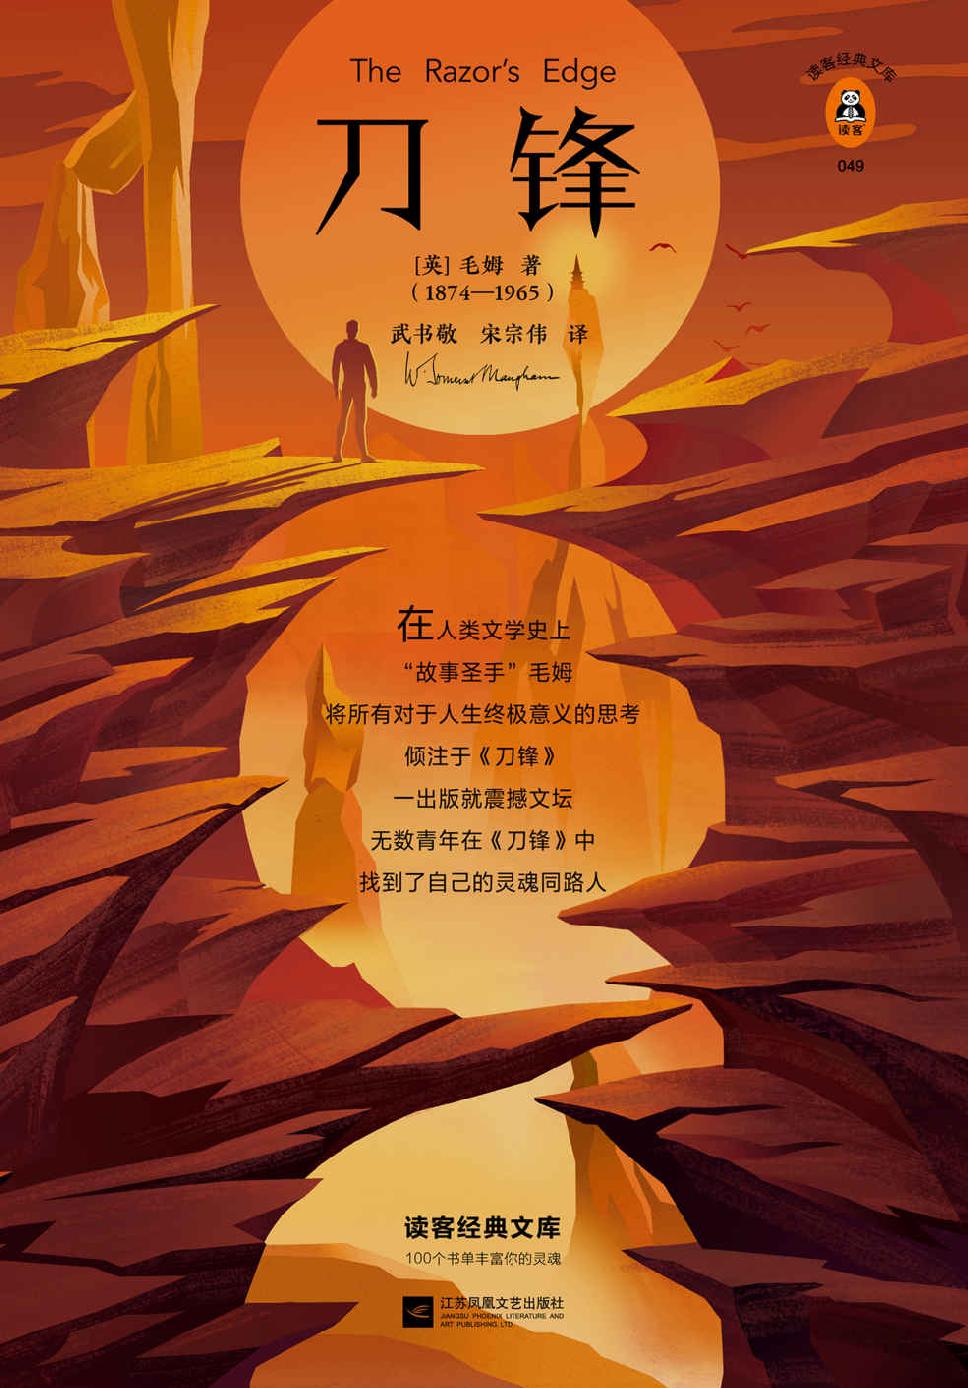 The Razor's Edge
读客经典文库
刀锋
读客
049
[英] 毛姆 著
(1874—1965)
武书敬 宋宗伟 译
W. Somerset Maugham
在人类文学史上
“故事圣手”毛姆
将所有对于人生终极意义的思考
倾注于《刀锋》
一出版就震撼文坛
无数青年在《刀锋》中
找到了自己的灵魂同路人
读客经典文库
100个书单丰富你的灵魂
江苏凤凰文艺出版社
JIANGSU PHOENIX LITERATURE AND
ART PUBLISHING, LTD